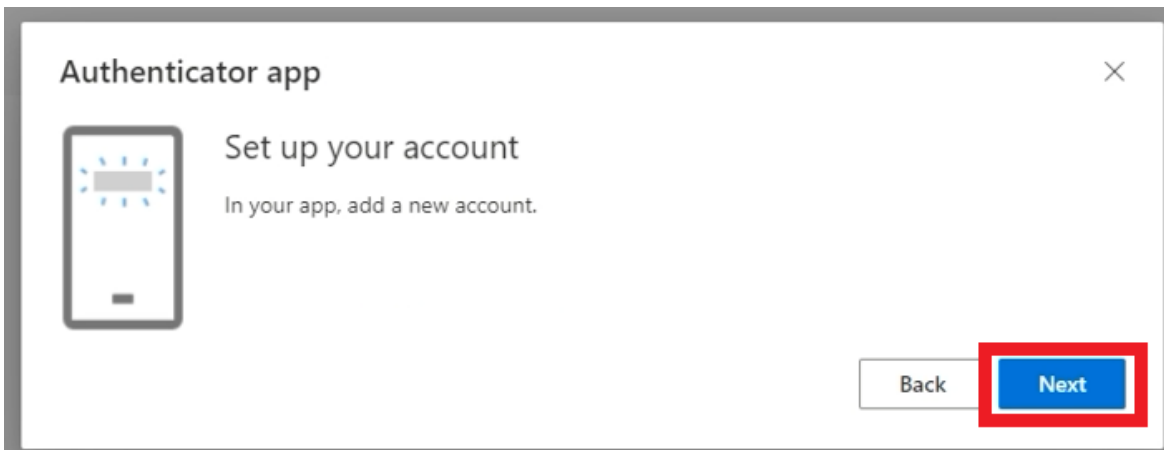 Authenticator app
Set up your account
In your app, add a new account.
Back
Next